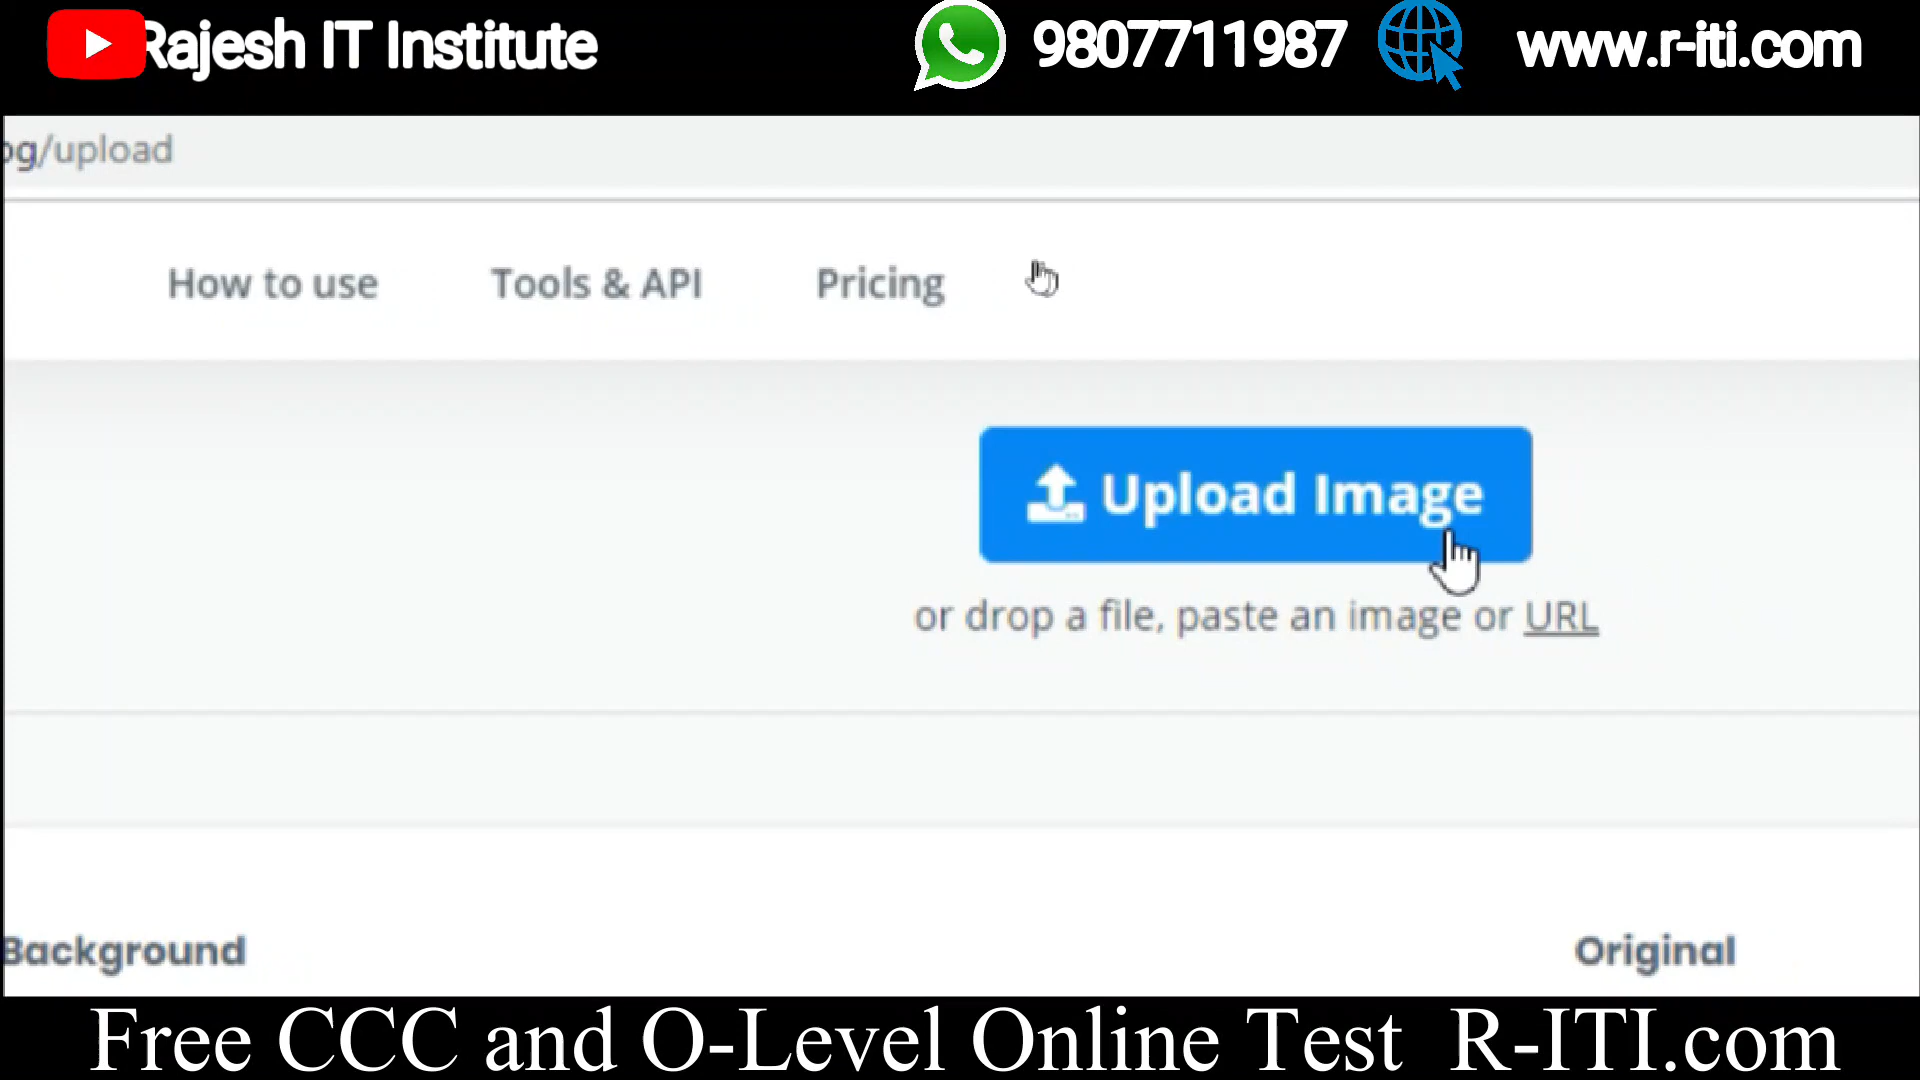 Rajesh IT Institute 9807711987 www.r-iti.com
og/upload
How to use Tools & API Pricing
Upload Image
or drop a file, paste an image or URL
Background Original
Free CCC and O-Level Online Test R-ITI.com